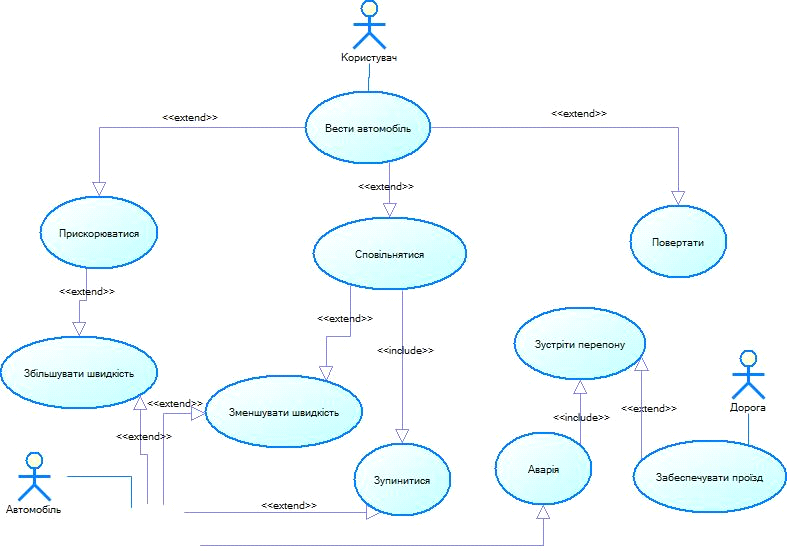 Користувач
<<extend>>
<<extend>>
Вести автомобіль
<<extend>>
Прискорюватися
Сповільнятися
Повертати
<<extend>>
<<extend>>
<<include>>
Зустріти перепону
Збільшувати швидкість
<<extend>>
Зменшувати швидкість
<<extend>>
Дорога
<<include>>
<<extend>>
Аварія
Забеспечувати проїзд
Зупинитися
Автомобіль
<<extend>>